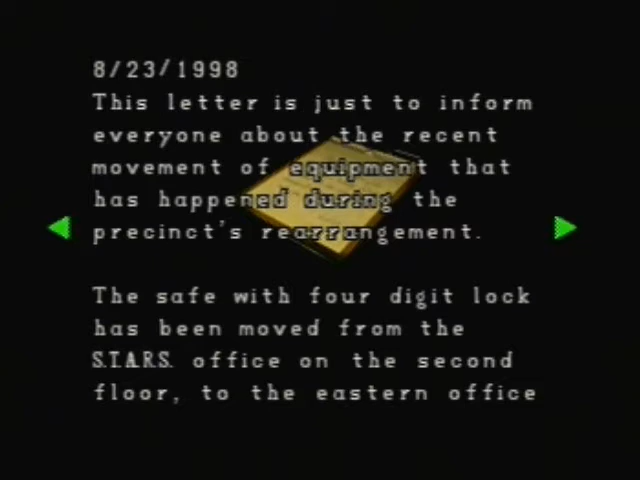 8/23/1998
This letter is just to inform
everyone about the recent
movement of equipment that
has happened during the
precinct's rearrangement.
The safe with four digit lock
has been moved from the
S.T.A.R.S. office on the second
floor, to the eastern office